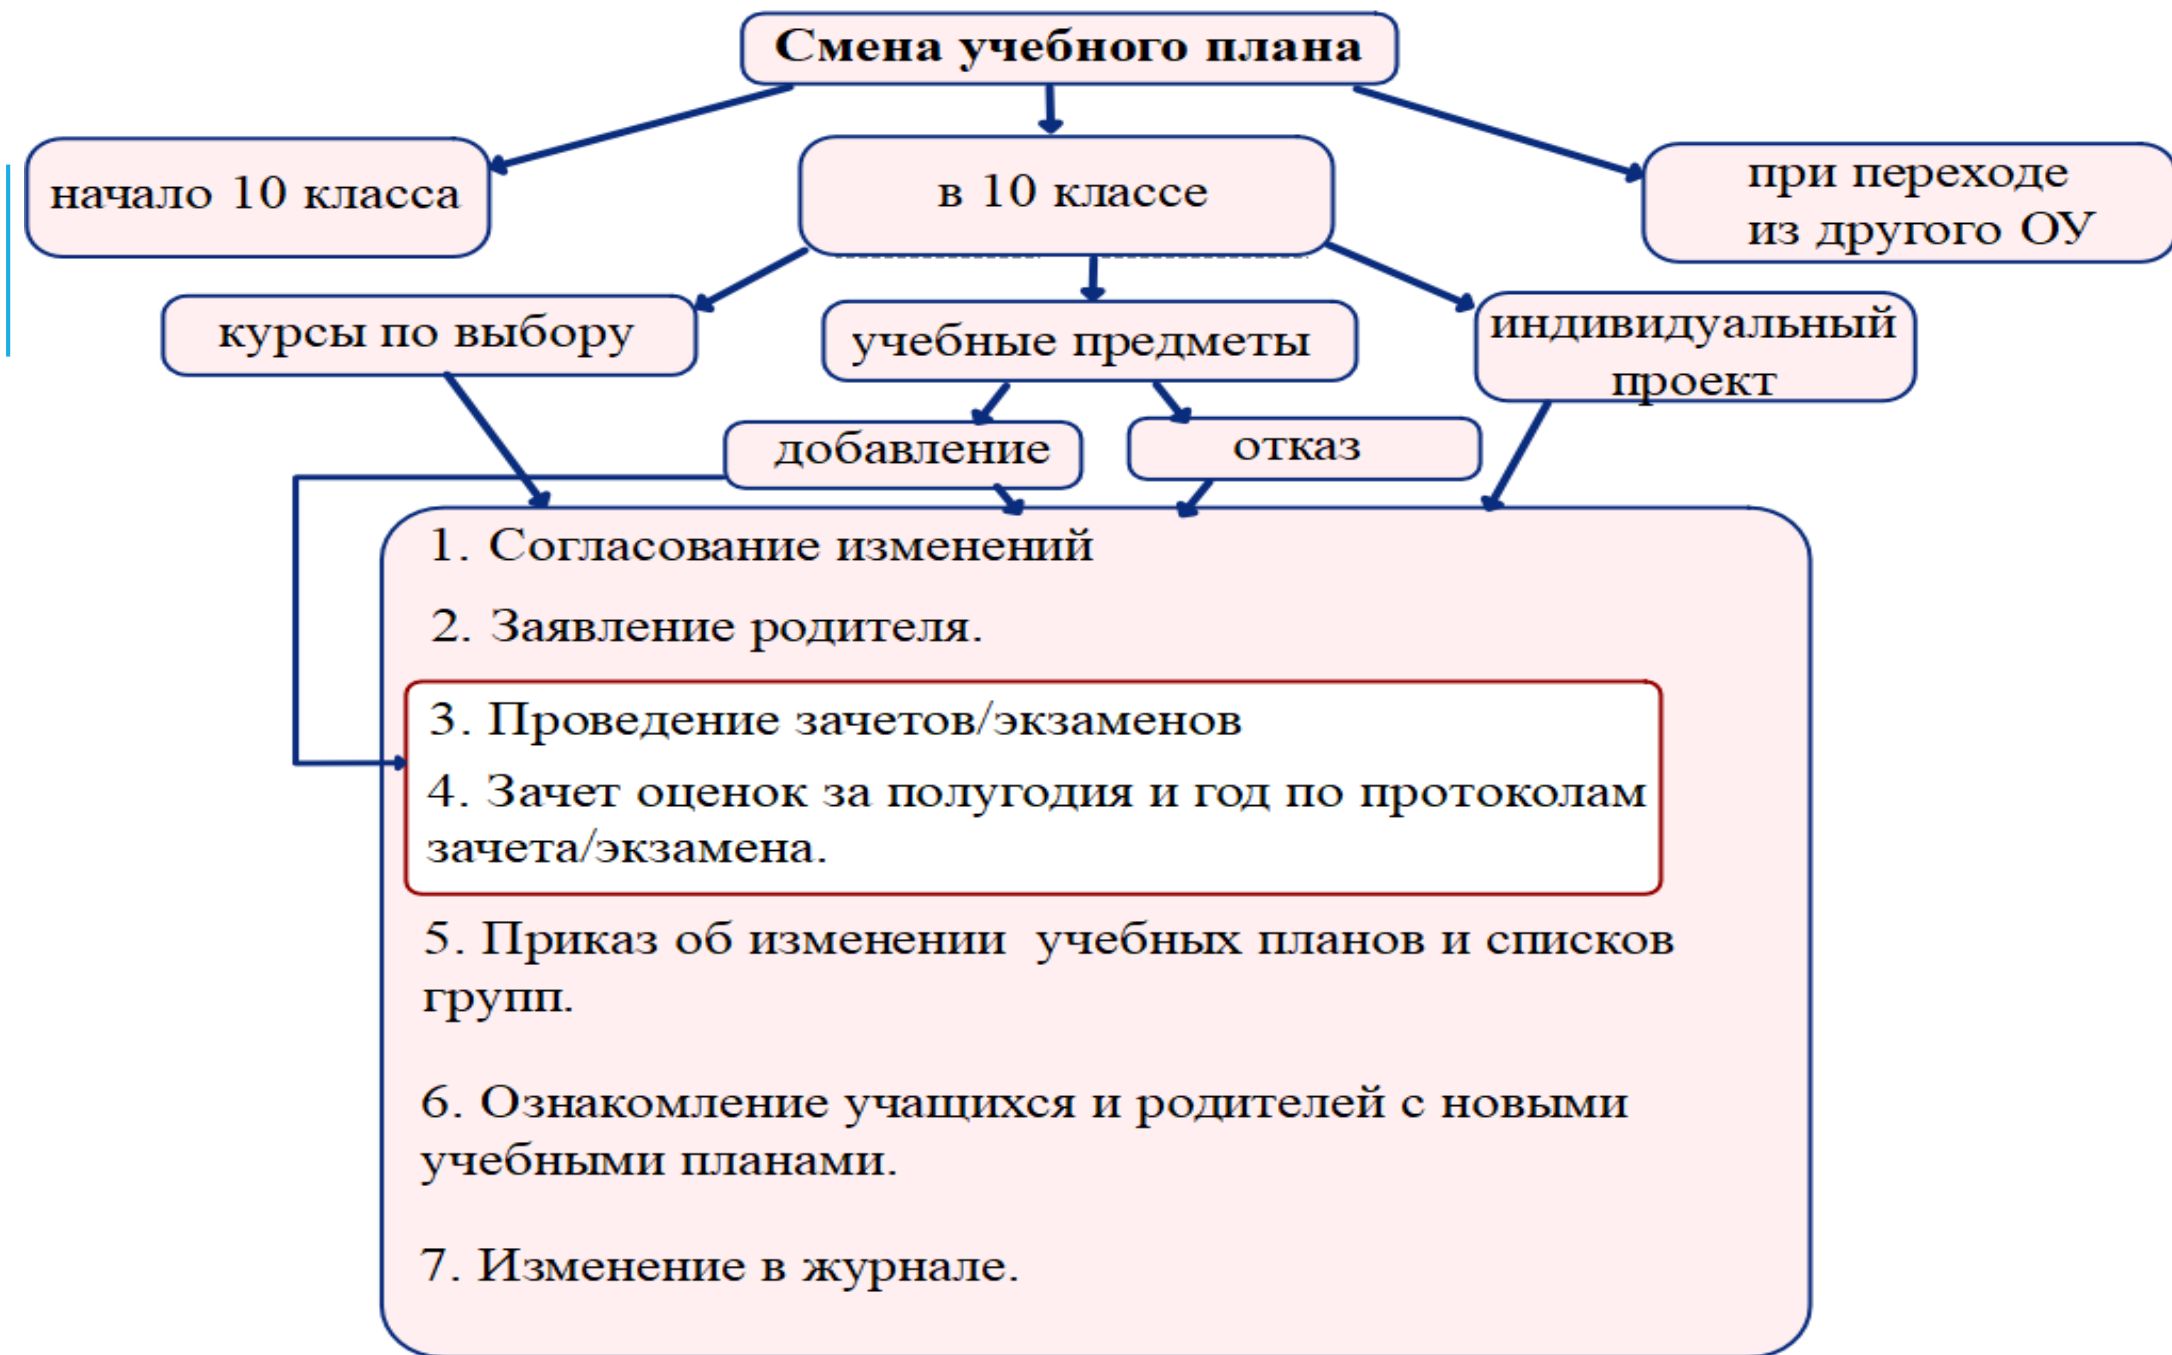 Смена учебного плана
начало 10 класса
в 10 классе
при переходе
из другого ОУ
курсы по выбору
учебные предметы
индивидуальный
проект
добавление
отказ
1. Согласование изменений
2. Заявление родителя.
3. Проведение зачетов/экзаменов
4. Зачет оценок за полугодия и год по протоколам
зачета/экзамена.
5. Приказ об изменении учебных планов и списков
групп.
6. Ознакомление учащихся и родителей с новыми
учебными планами.
7. Изменение в журнале.